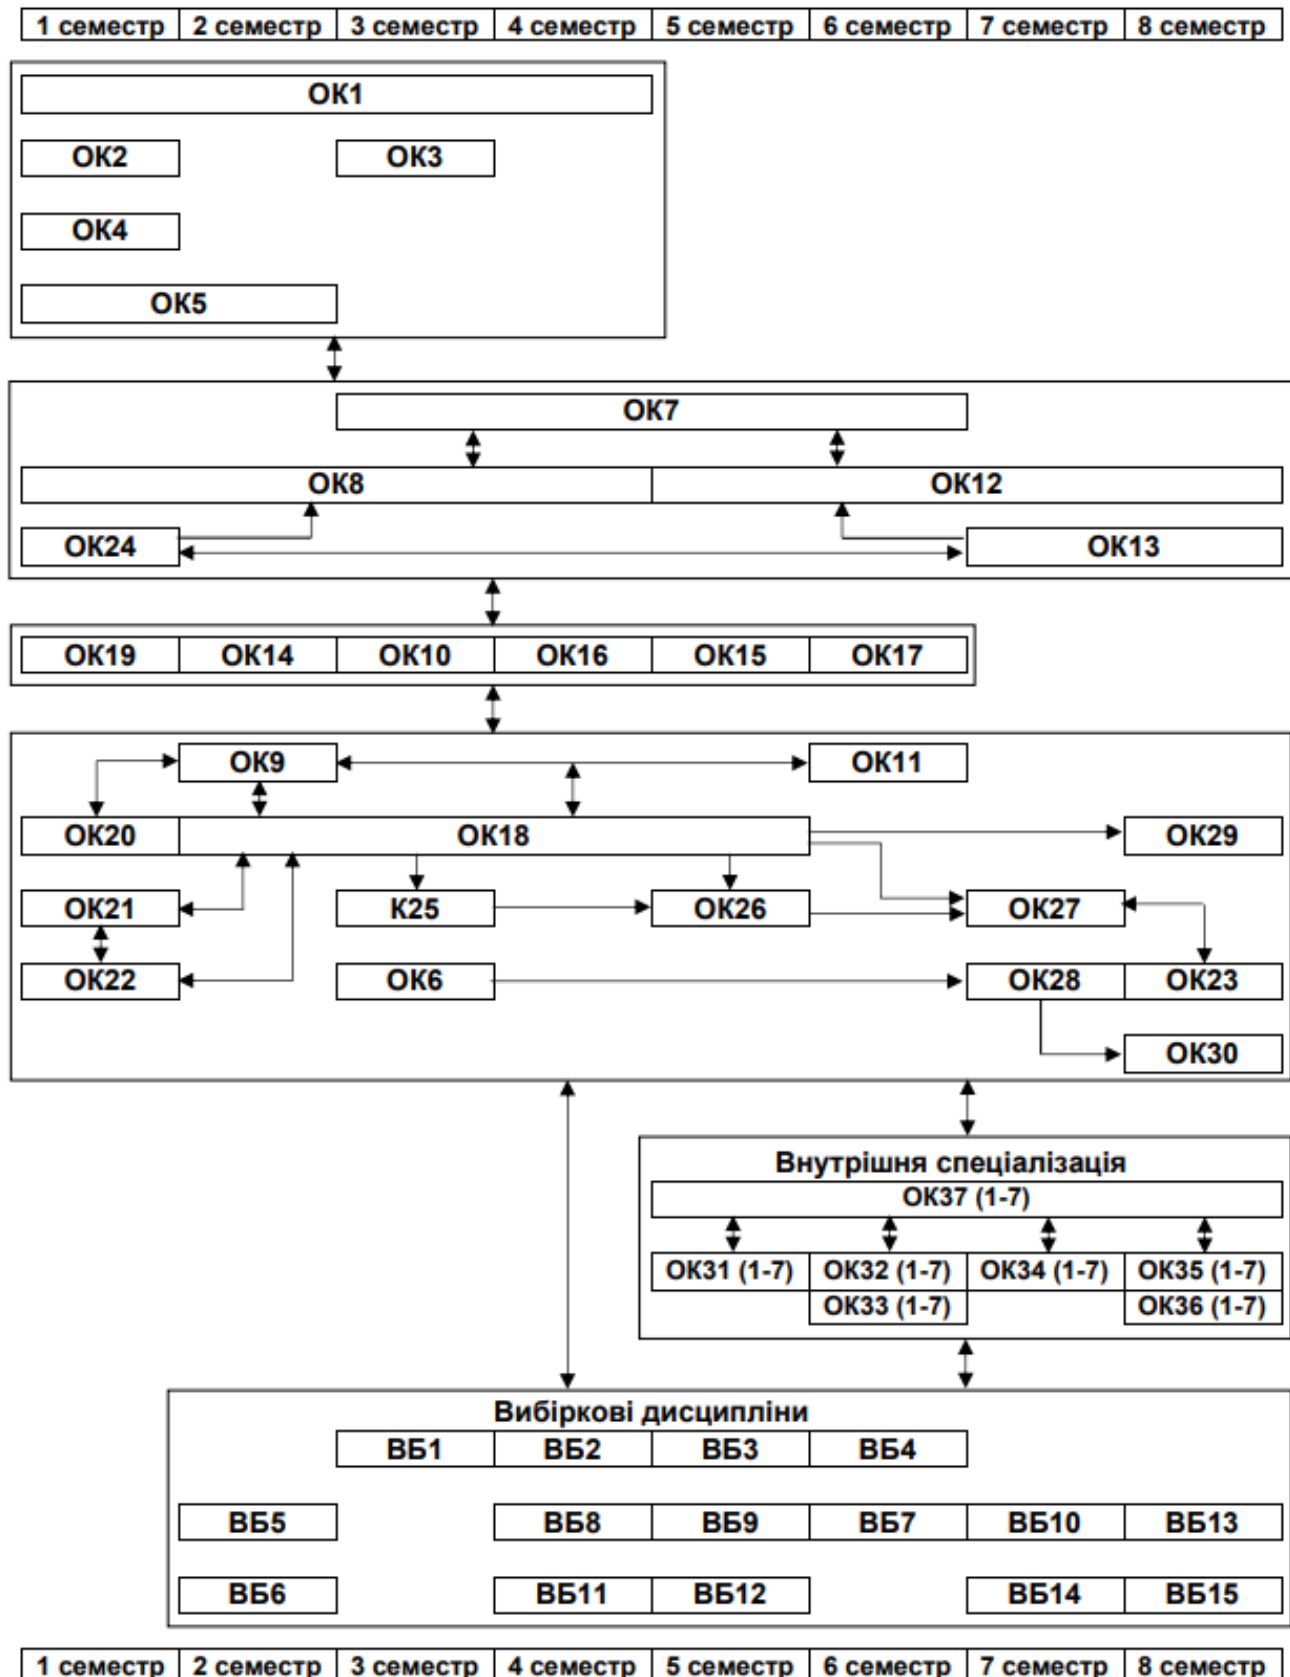 1 семестр 2 семестр 3 семестр 4 семестр 5 семестр 6 семестр 7 семестр 8 семестр
ОК1
ОК2 ОК3
ОК4
ОК5
ОК7
ОК8 ОК12
ОК24 ОК13
ОК19 ОК14 ОК10 ОК16 ОК15 ОК17
ОК9 ОК11
ОК20 ОК18 ОК29
ОК21 К25 ОК26 ОК27
ОК22 ОК6 ОК28 ОК23
ОК30
Внутрішня спеціалізація
ОК37 (1-7)
ОК31 (1-7) ОК32 (1-7) ОК34 (1-7) ОК35 (1-7)
ОК33 (1-7) ОК36 (1-7)
Вибіркові дисципліни
ВБ1 ВБ2 ВБ3 ВБ4
ВБ5 ВБ8 ВБ9 ВБ7 ВБ10 ВБ13
ВБ6 ВБ11 ВБ12 ВБ14 ВБ15
1 семестр 2 семестр 3 семестр 4 семестр 5 семестр 6 семестр 7 семестр 8 семестр